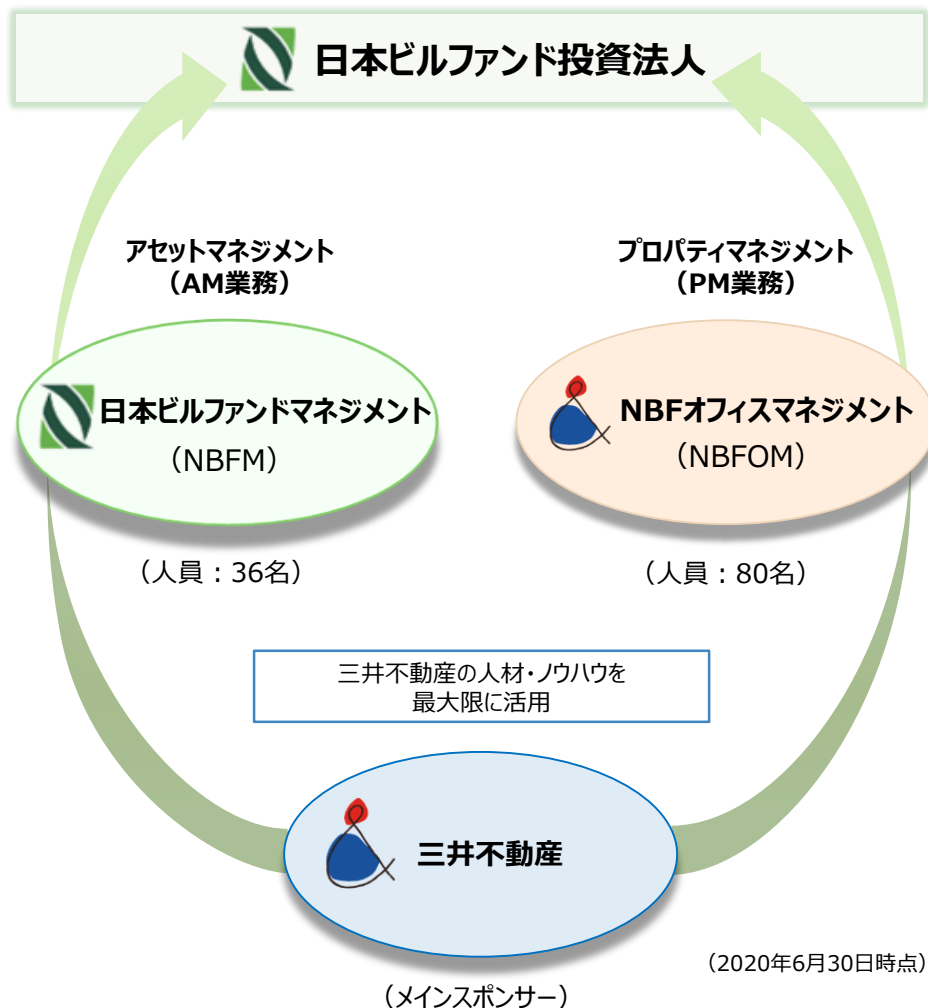 日本ビルファンド投資法人
アセットマネジメント
（AM業務）
プロパティマネジメント
（PM業務）
日本ビルファンドマネジメント
（NBFM）
NBFオフィスマネジメント
（NBFOM）
（人員：36名）
（人員：80名）
三井不動産の人材・ノウハウを
最大限に活用
三井不動産
（2020年6月30日時点）
（メインスポンサー）